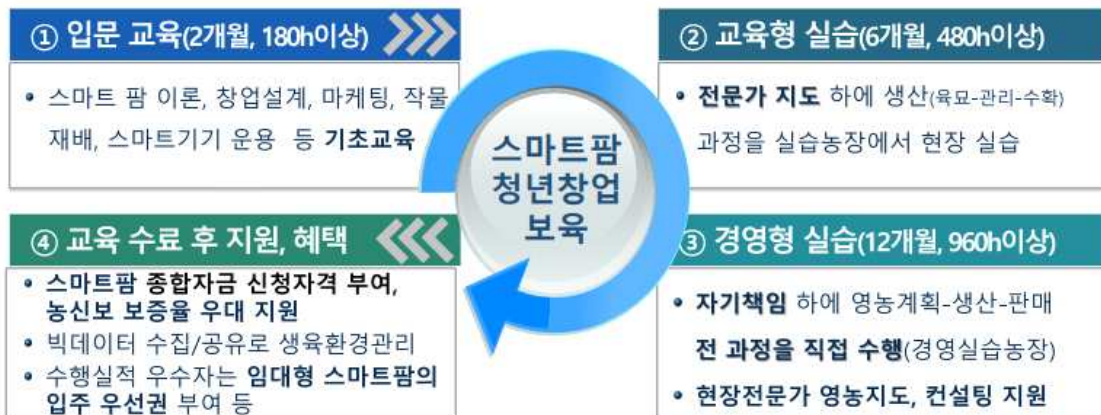 ① 입문 교육(2개월, 180h이상)
• 스마트 팜 이론, 창업설계, 마케팅, 작물
재배, 스마트기기 운용 등 기초교육
② 교육형 실습(6개월, 480h이상)
• 전문가 지도 하에 생산(육묘-관리-수확)
과정을 실습농장에서 현장 실습
스마트팜
청년창업
보육
③ 경영형 실습(12개월, 960h이상)
• 자기책임 하에 영농계획-생산-판매
전 과정을 직접 수행(경영실습농장)
• 현장전문가 영농지도, 컨설팅 지원
④ 교육 수료 후 지원, 혜택
• 스마트팜 종합자금 신청자격 부여,
농신보 보증율 우대 지원
• 빅데이터 수집/공유로 생육환경관리
• 수행실적 우수자는 임대형 스마트팜의
입주 우선권 부여 등